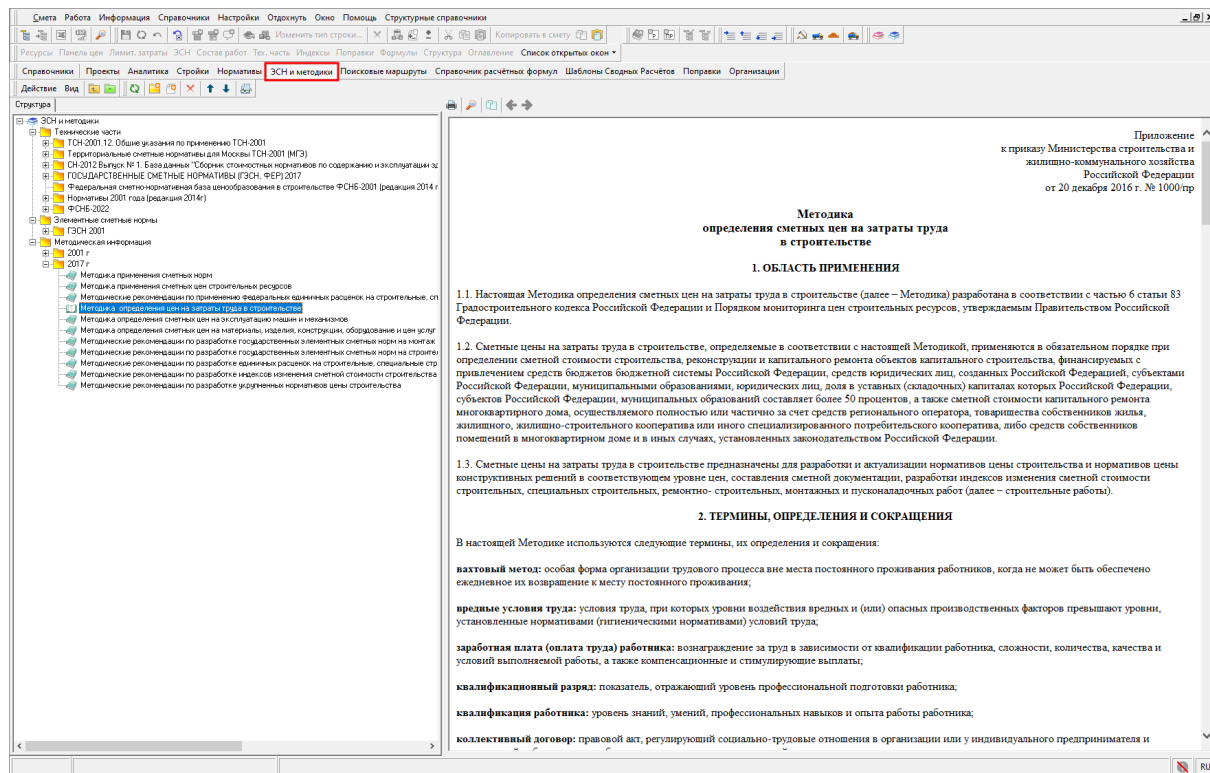 Смета Работа Информация Справочники Настройки Отдохнуть Окно Помощь Структурные справочники
Изменить тип строки... Копировать в смету
Ресурсы Панель цен Лимит. затраты ЭСН Состав работ Тех. часть Индексы Поправки Формулы Структура Оглавление Список открытых окон
Справочники Проекты Аналитика Стройки Нормативы ЭСН и методики Поисковые маршруты Справочник расчётных формул Шаблоны Сводных Расчётов Поправки Организации
Действие Вид
Структура
ЭСН и методики
Технические части
ТСН-2001.12. Общие указания по применению ТСН-2001
Территориальные сметные нормативы для Москвы ТСН-2001 (МГЭ)
СН-2012 Выпуск № 1. База данных "Сборник стоимостных нормативов по содержанию и эксплуатации зд
ГОСУДАРСТВЕННЫЕ СМЕТНЫЕ НОРМАТИВЫ (ГЭСН, ФЕР) 2017
Федеральная сметно-нормативная база ценообразования в строительстве ФСНБ-2001 (редакция 2014 г
Нормативы 2001 года (редакция 2014г)
ФСНБ-2022
Элементные сметные нормы
ГЭСН 2001
Методическая информация
2001 г
2017 г
Методика применения сметных норм
Методика применения сметных цен строительных ресурсов
Методические рекомендации по применению федеральных единичных расценок на строительные, сп
Методика определения цен на затраты труда в строительстве
Методика определения сметных цен на эксплуатацию машин и механизмов
Методика определения сметных цен на материалы, изделия, конструкции, оборудование и цен услуг
Методические рекомендации по разработке государственных элементных сметных норм на монтаж
Методические рекомендации по разработке государственных элементных сметных норм на строите
Методические рекомендации по разработке единичных расценок на строительные, специальные стр
Методические рекомендации по разработке индексов изменения сметной стоимости строительства
Методические рекомендации по разработке укрупненных нормативов цены строительства
Приложение
к приказу Министерства строительства и
жилищно-коммунального хозяйства
Российской Федерации
от 20 декабря 2016 г. № 1000/пр
Методика
определения сметных цен на затраты труда
в строительстве
1. ОБЛАСТЬ ПРИМЕНЕНИЯ
1.1. Настоящая Методика определения сметных цен на затраты труда в строительстве (далее – Методика) разработана в соответствии с частью 6 статьи 83
Градостроительного кодекса Российской Федерации и Порядком мониторинга цен строительных ресурсов, утверждаемым Правительством Российской
Федерации.
1.2. Сметные цены на затраты труда в строительстве, определяемые в соответствии с настоящей Методикой, применяются в обязательном порядке при
определении сметной стоимости строительства, реконструкции и капитального ремонта объектов капитального строительства, финансируемых с
привлечением средств бюджетов бюджетной системы Российской Федерации, средств юридических лиц, созданных Российской Федерацией, субъектами
Российской Федерации, муниципальными образованиями, юридических лиц, доля в уставных (складочных) капиталах которых Российской Федерации,
субъектов Российской Федерации, муниципальных образований составляет более 50 процентов, а также сметной стоимости капитального ремонта
многоквартирного дома, осуществляемого полностью или частично за счет средств регионального оператора, товарищества собственников жилья,
жилищного, жилищно-строительного кооператива или иного специализированного потребительского кооператива, либо средств собственников
помещений в многоквартирном доме и в иных случаях, установленных законодательством Российской Федерации.
1.3. Сметные цены на затраты труда в строительстве предназначены для разработки и актуализации нормативов цены строительства и нормативов цены
конструктивных решений в соответствующем уровне цен, составления сметной документации, разработки индексов изменения сметной стоимости
строительных, специальных строительных, ремонтно- строительных, монтажных и пусконаладочных работ (далее – строительные работы).
2. ТЕРМИНЫ, ОПРЕДЕЛЕНИЯ И СОКРАЩЕНИЯ
В настоящей Методике используются следующие термины, их определения и сокращения:
вахтовый метод: особая форма организации трудового процесса вне места постоянного проживания работников, когда не может быть обеспечено
ежедневное их возвращение к месту постоянного проживания;
вредные условия труда: условия труда, при которых уровни воздействия вредных и (или) опасных производственных факторов превышают уровни,
установленные нормативами (гигиеническими нормативами) условий труда;
заработная плата (оплата труда) работника: вознаграждение за труд в зависимости от квалификации работника, сложности, количества, качества и
условий выполняемой работы, а также компенсационные и стимулирующие выплаты;
квалификационный разряд: показатель, отражающий уровень профессиональной подготовки работника;
квалификация работника: уровень знаний, умений, профессиональных навыков и опыта работы работника;
коллективный договор: правовой акт, регулирующий социально-трудовые отношения в организации или у индивидуального предпринимателя и
RU